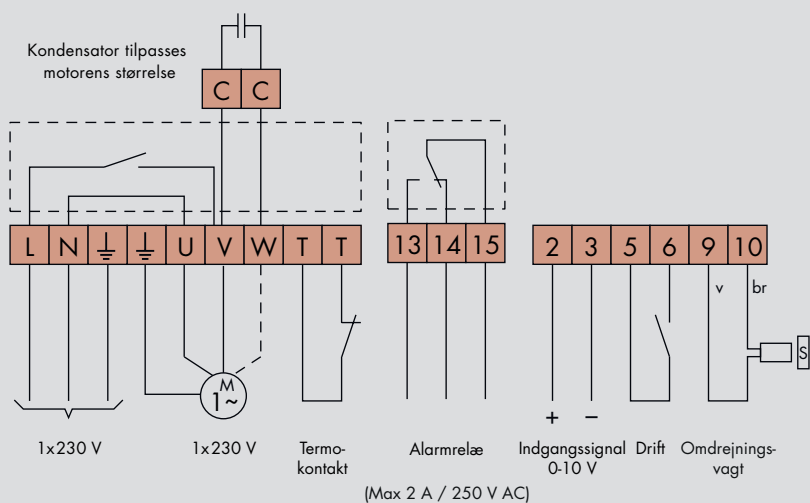 Kondensator tilpasses
motorens størrelse
C C
L N U V W T T
13 14 15
2 3 5 6 9 10
v br
S
M
1~
+ −
1x230 V
1x230 V
Termo-
kontakt
Alarmrelæ
(Max 2 A / 250 V AC)
Indgangssignal
0-10 V
Drift
Omdrejnings-
vagt